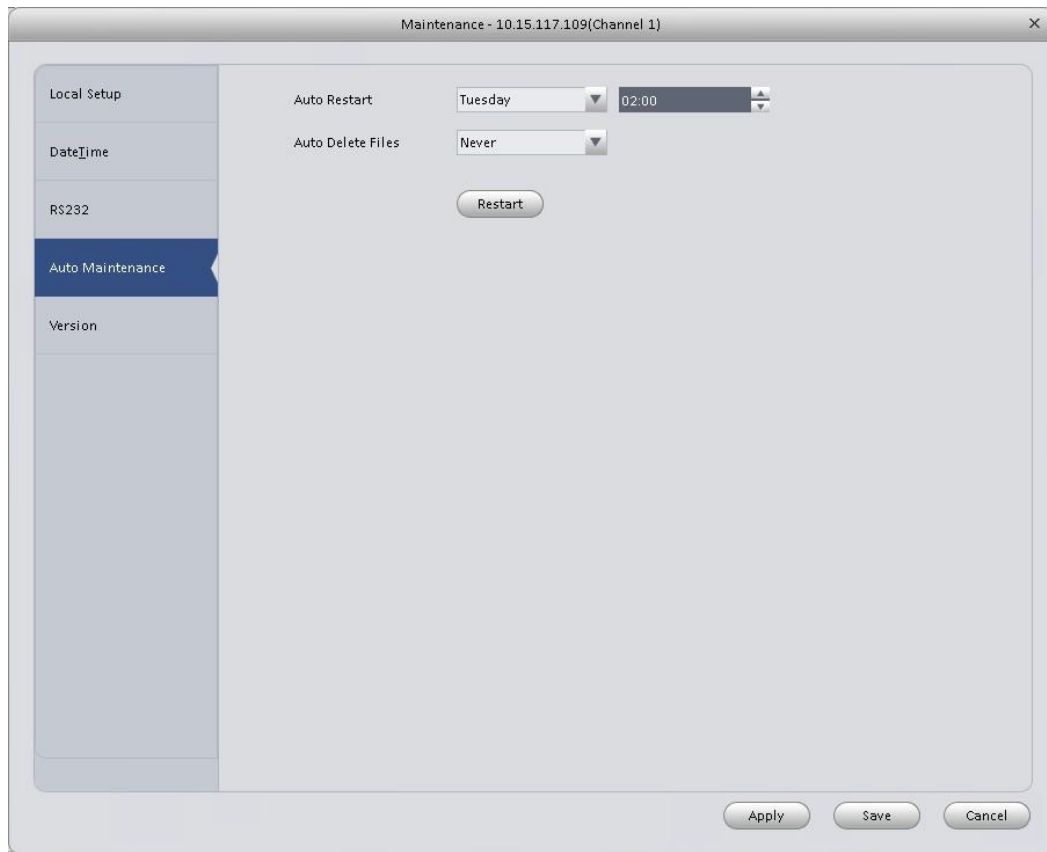 Maintenance - 10.15.117.109(Channel 1)
Local Setup
DateTime
RS232
Auto Maintenance
Version
Auto Restart Tuesday 02:00
Auto Delete Files Never
Restart
Apply Save Cancel